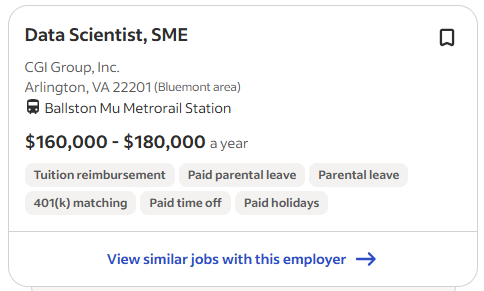 Data Scientist, SME
CGI Group, Inc.
Arlington, VA 22201 (Bluemont area)
Ballston Mu Metrorail Station
$160,000 - $180,000 a year
Tuition reimbursement Paid parental leave Parental leave
401(k) matching Paid time off Paid holidays
View similar jobs with this employer